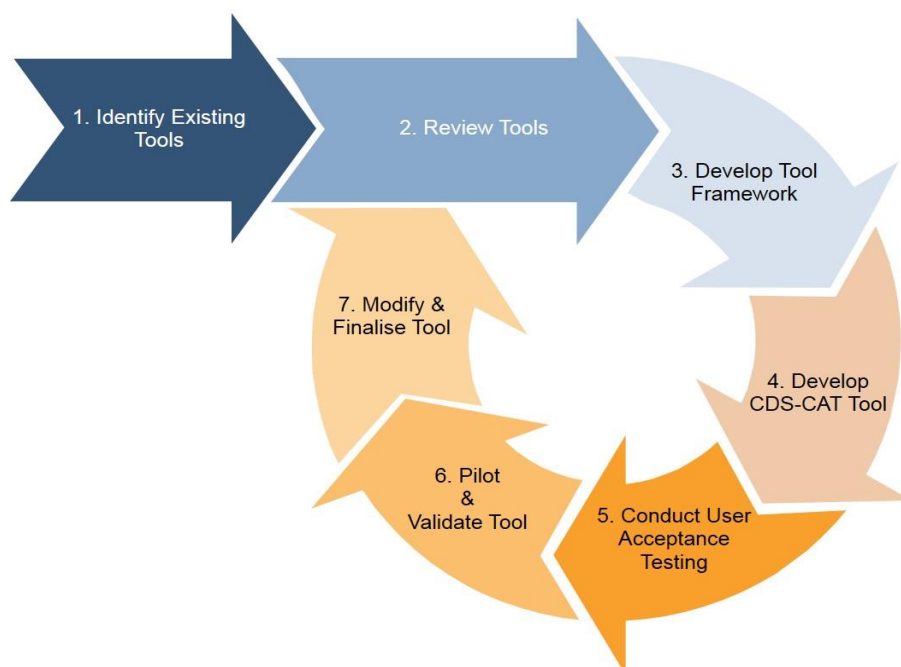 1. Identify Existing
Tools
2. Review Tools
3. Develop Tool
Framework
4. Develop
CDS-CAT Tool
5. Conduct User
Acceptance
Testing
6. Pilot
&
Validate Tool
7. Modify &
Finalise Tool